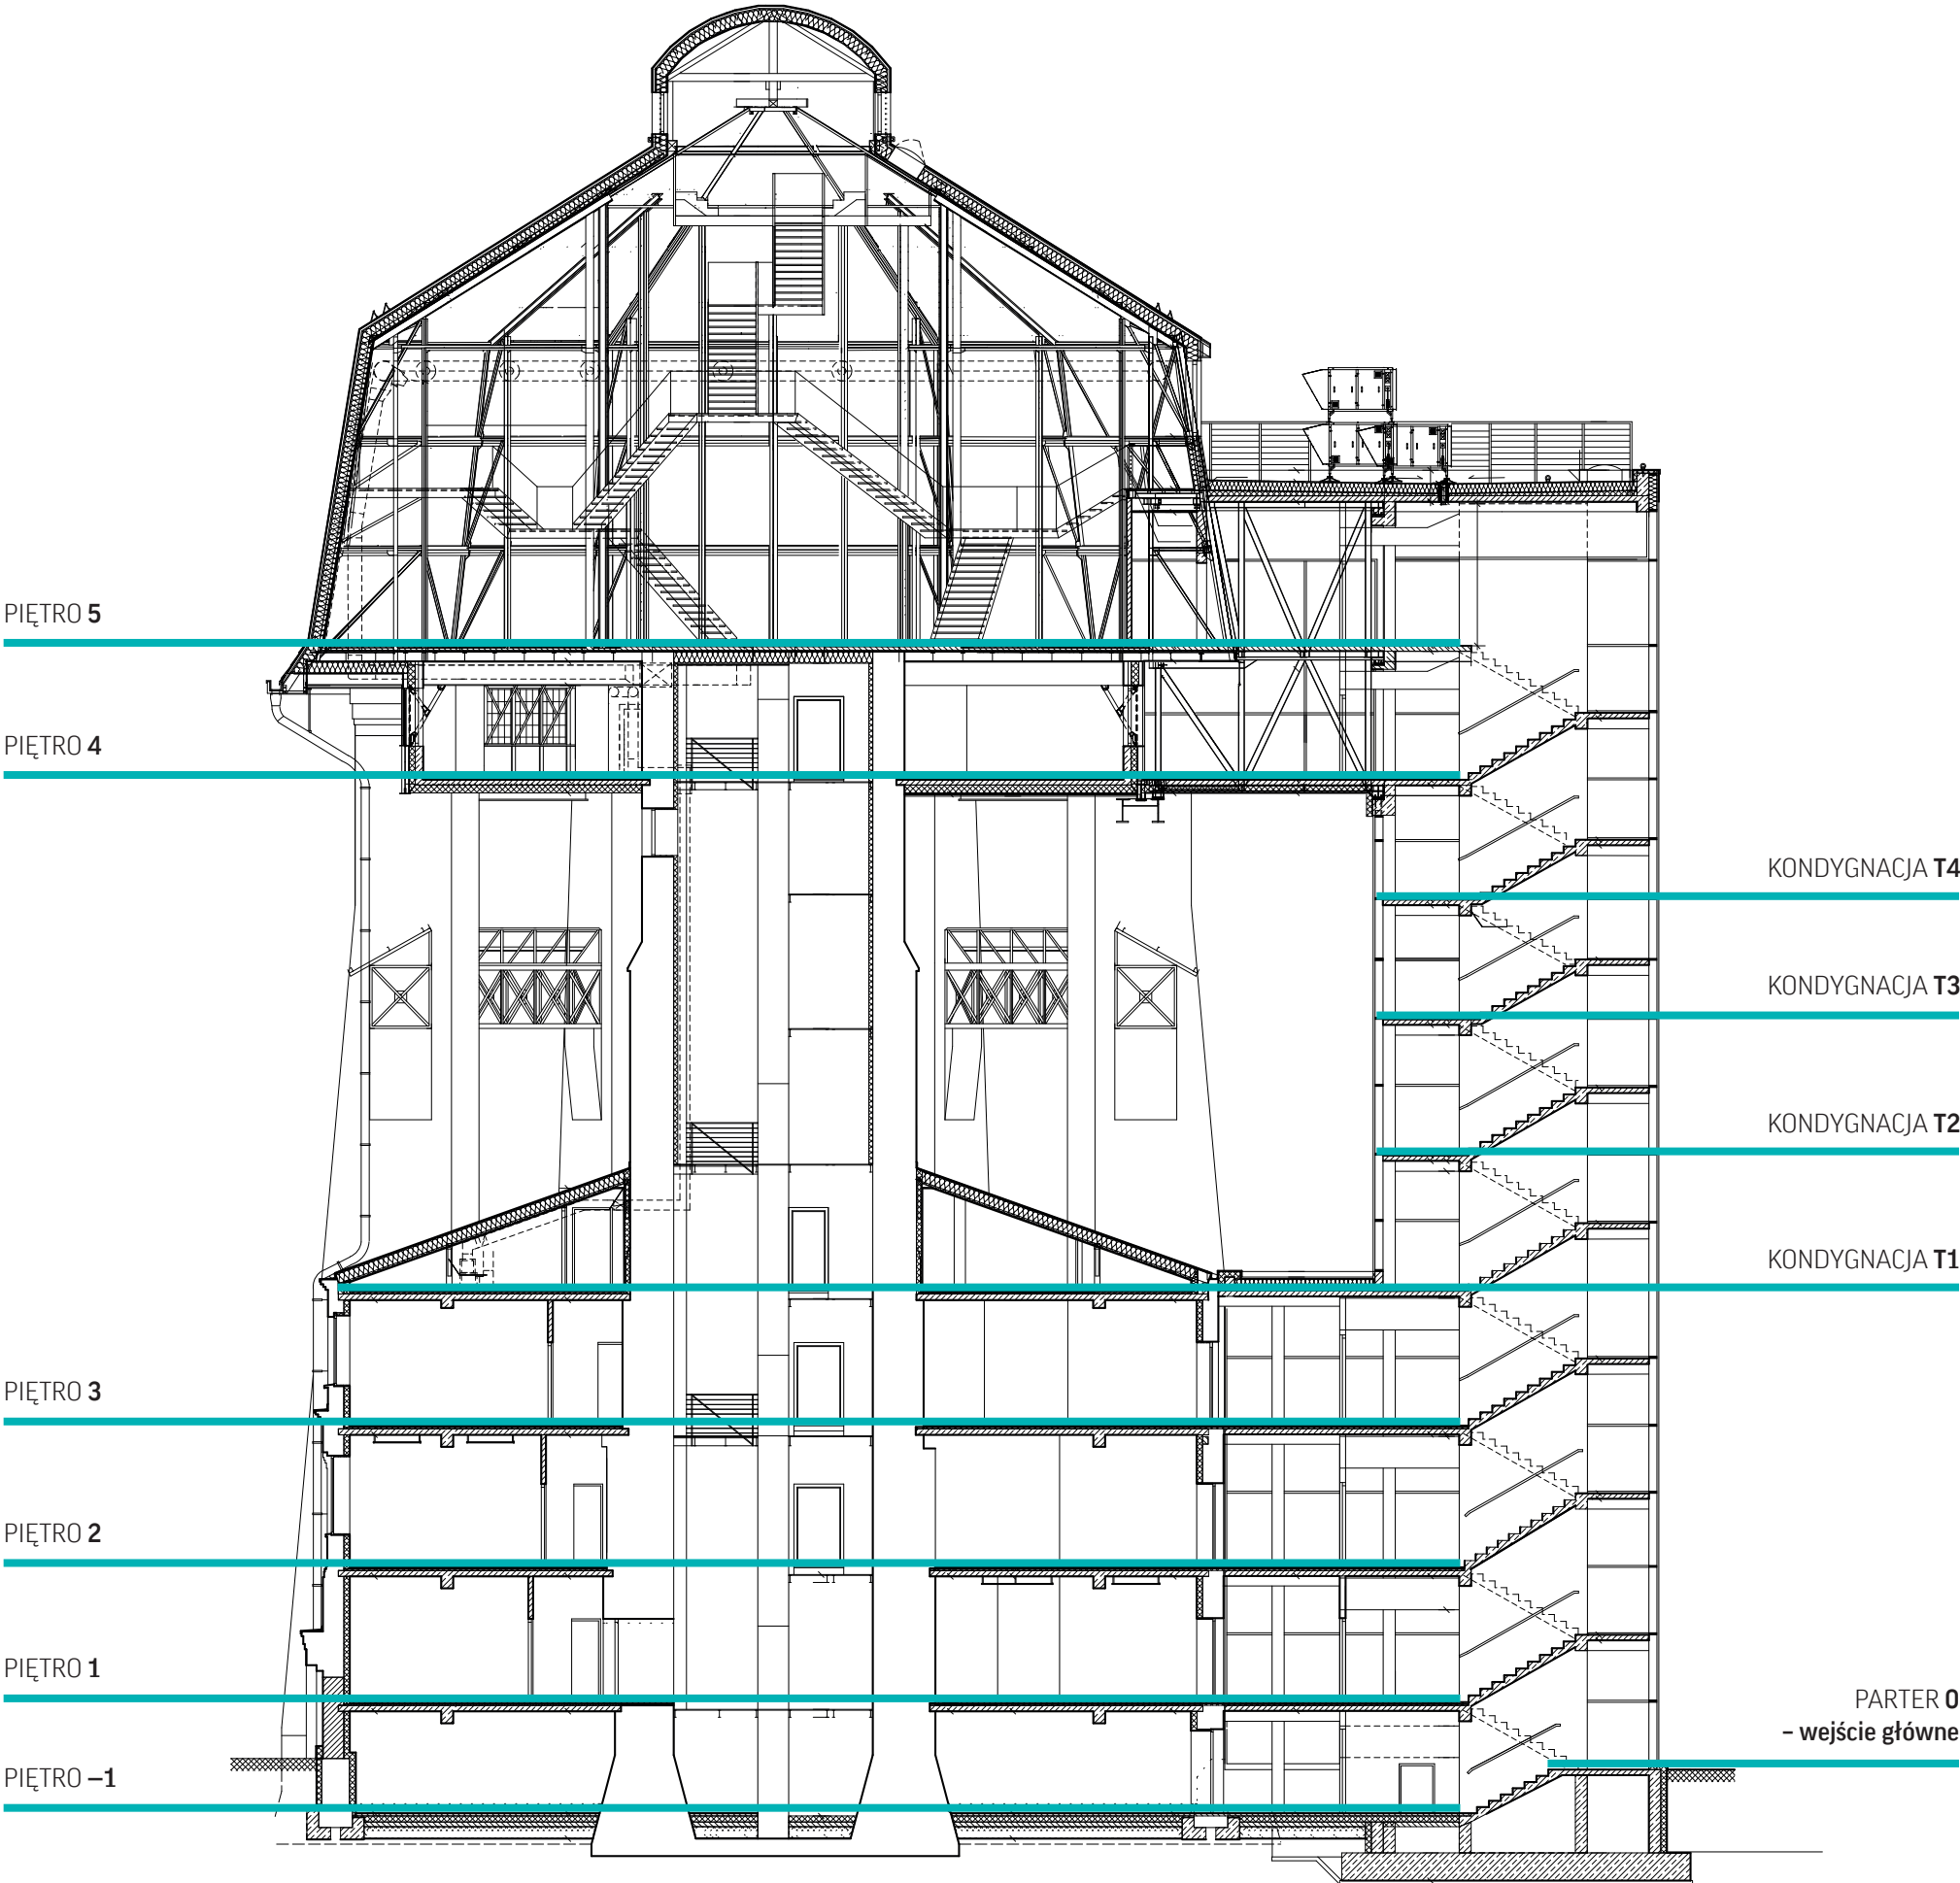 PIĘTRO 5
PIĘTRO 4
KONDYGNACJA T4
KONDYGNACJA T3
KONDYGNACJA T2
KONDYGNACJA T1
PIĘTRO 3
PIĘTRO 2
PIĘTRO 1
PARTER 0
– wejście główne
PIĘTRO –1